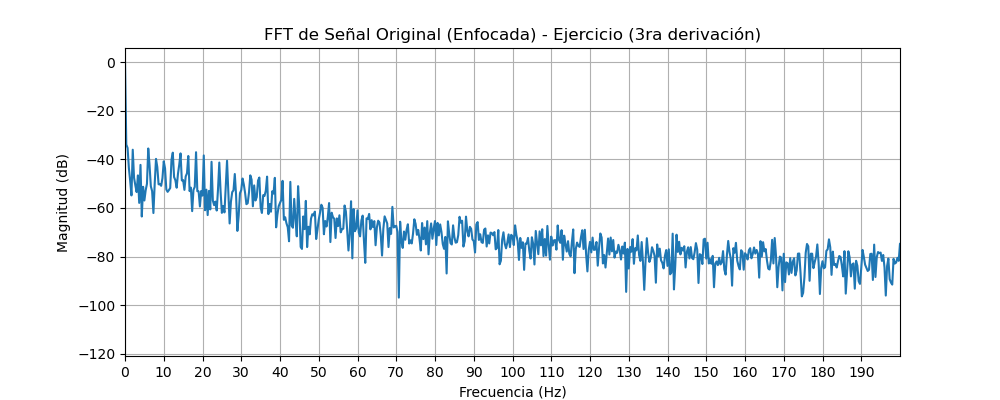 FFT de Señal Original (Enfocada) - Ejercicio (3ra derivación)
Magnitud (dB)
0
−20
−40
−60
−80
−100
−120
0 10 20 30 40 50 60 70 80 90 100 110 120 130 140 150 160 170 180 190
Frecuencia (Hz)